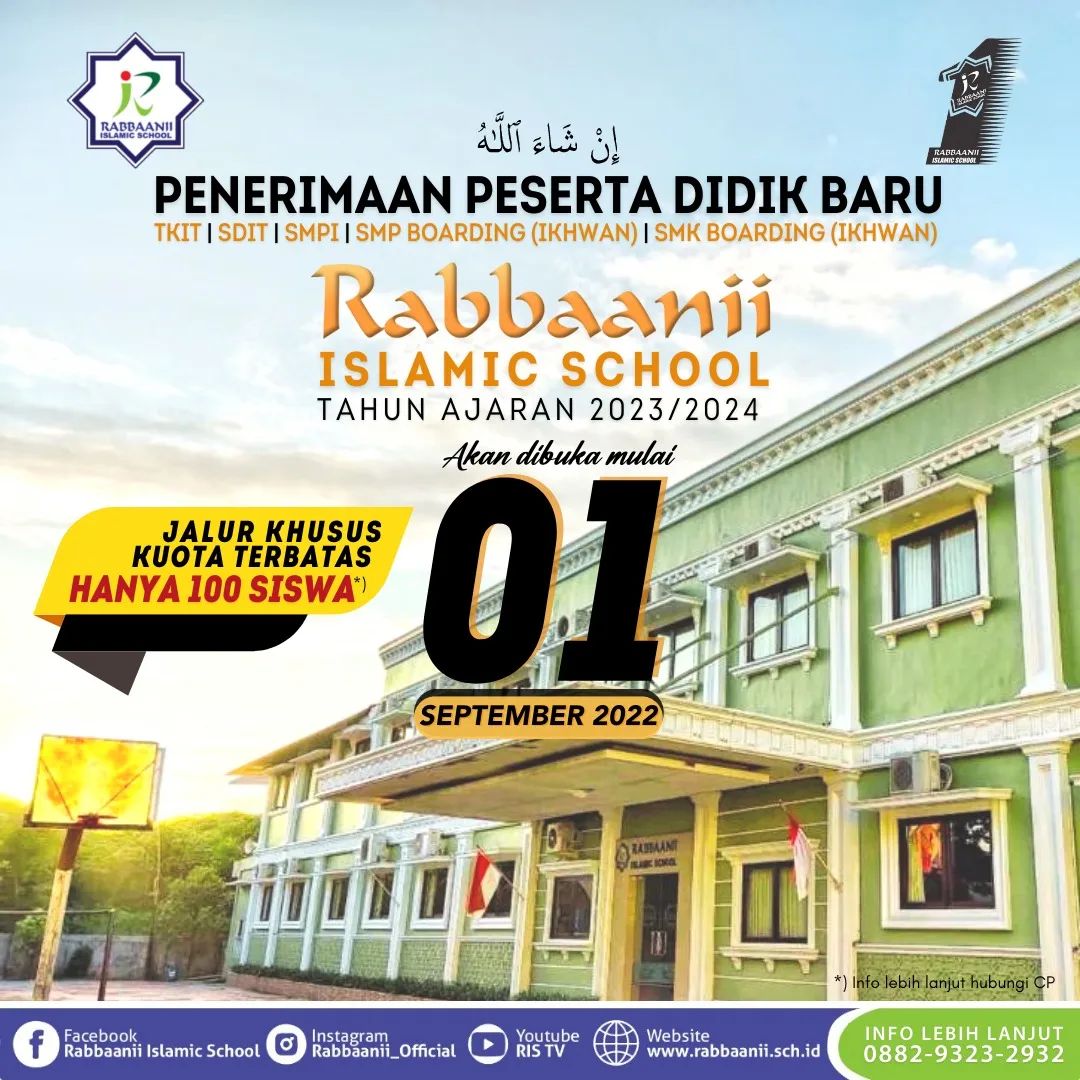 RABBAANII
ISLAMIC SCHOOL
RABBAANII
ISLAMIC SCHOOL
إِنْ شَاءَ ٱللَّٰهُ
PENERIMAAN PESERTA DIDIK BARU
TKIT | SDIT | SMPI | SMP BOARDING (IKHWAN) | SMK BOARDING (IKHWAN)
Rabbaanii
ISLAMIC SCHOOL
TAHUN AJARAN 2023/2024
Akan dibuka mulai
01
SEPTEMBER 2022
JALUR KHUSUS
KUOTA TERBATAS
HANYA 100 SISWA*)
RABBAANII
ISLAMIC SCHOOL
*) Info lebih lanjut hubungi CP
Facebook
Rabbaanii Islamic School
Instagram
Rabbaanii_Official
Youtube
RIS TV
Website
www.rabbaanii.sch.id
INFO LEBIH LANJUT
0882-9323-2932